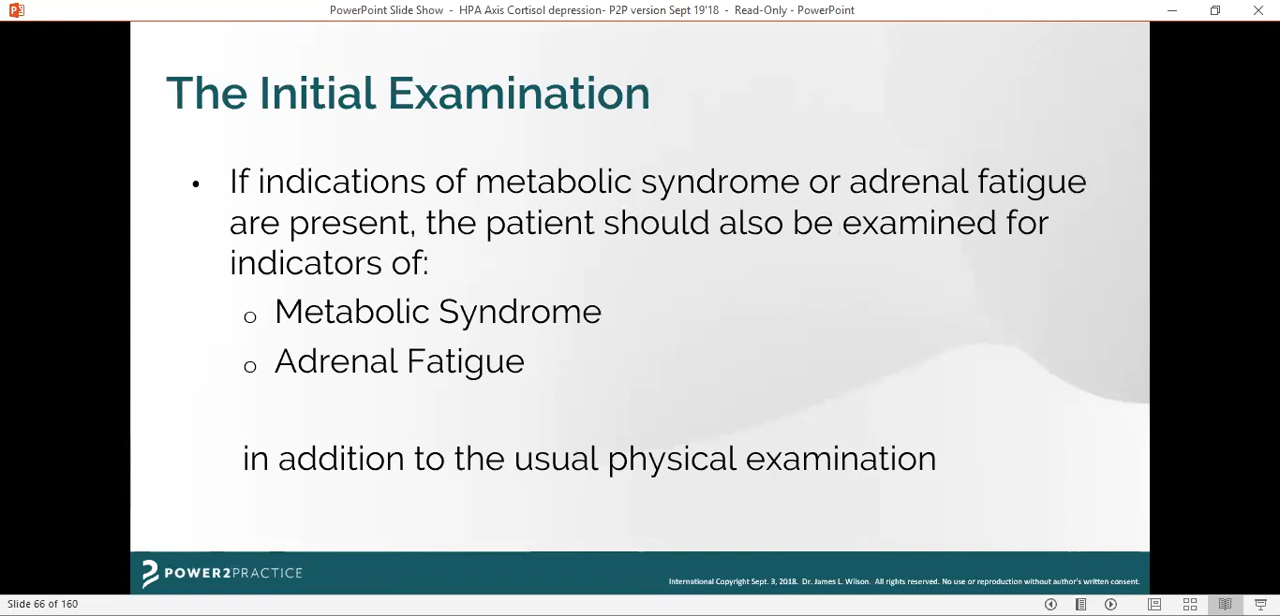 PowerPoint Slide Show - HPA Axis Cortisol depression- P2P version Sept 19'18 - Read-Only - PowerPoint
The Initial Examination
• If indications of metabolic syndrome or adrenal fatigue
are present, the patient should also be examined for
indicators of:
o Metabolic Syndrome
o Adrenal Fatigue
in addition to the usual physical examination
POWER2PRACTICE
International Copyright Sept. 3, 2018. Dr. James L. Wilson. All rights reserved. No use or reproduction without author's written consent.
Slide 66 of 160